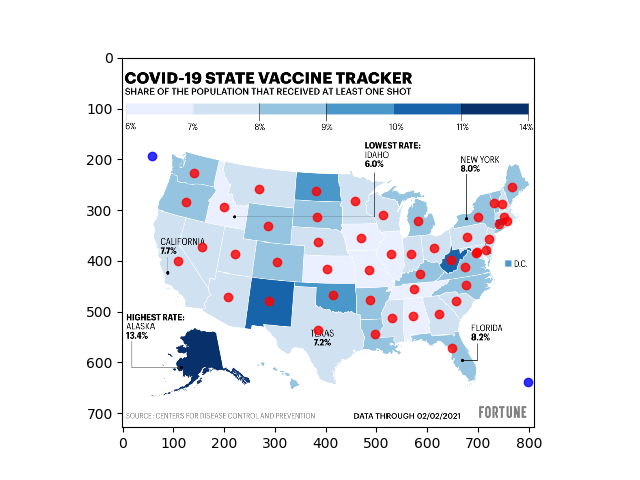 COVID-19 STATE VACCINE TRACKER
SHARE OF THE POPULATION THAT RECEIVED AT LEAST ONE SHOT
6% 7% 8% 9% 10% 11% 14%
LOWEST RATE:
IDAHO
6.0%
NEW YORK
8.0%
CALIFORNIA
7.7%
D.C.
HIGHEST RATE:
ALASKA
13.4%
TEXAS
7.2%
FLORIDA
8.2%
SOURCE: CENTERS FOR DISEASE CONTROL AND PREVENTION
DATA THROUGH 02/02/2021
FORTUNE
0
100
200
300
400
500
600
700
0 100 200 300 400 500 600 700 800